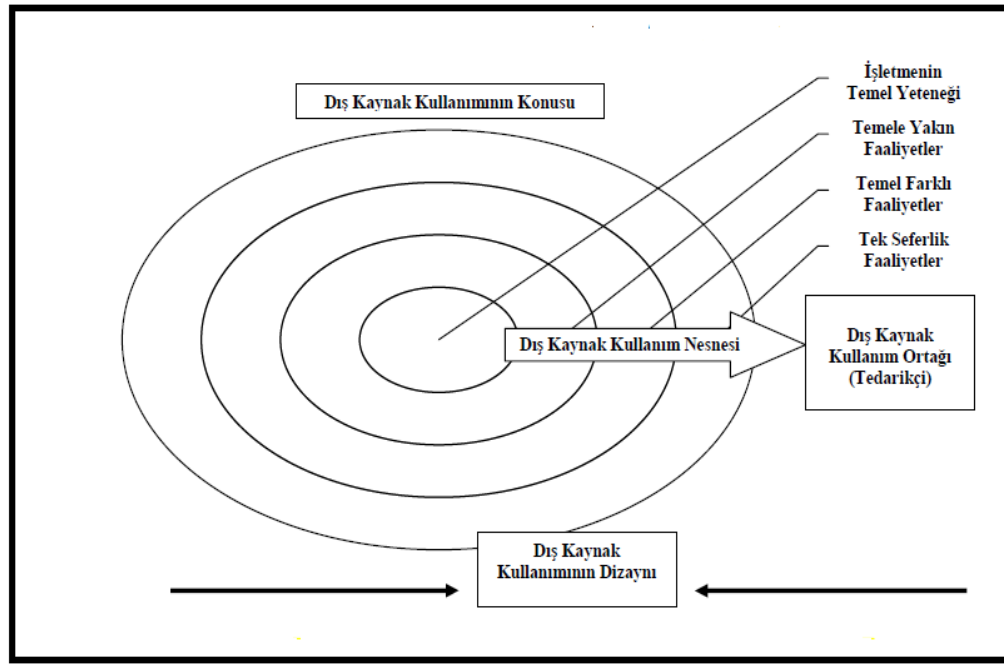 İşletmenin
Temel Yeteneği
Dış Kaynak Kullanımının Konusu
Temele Yakın
Faaliyetler
Temel Farklı
Faaliyetler
Tek Seferlik
Faaliyetler
Dış Kaynak Kullanım Nesnesi
Dış Kaynak
Kullanım Ortağı
(Tedarikçi)
Dış Kaynak
Kullanımının Dizaynı